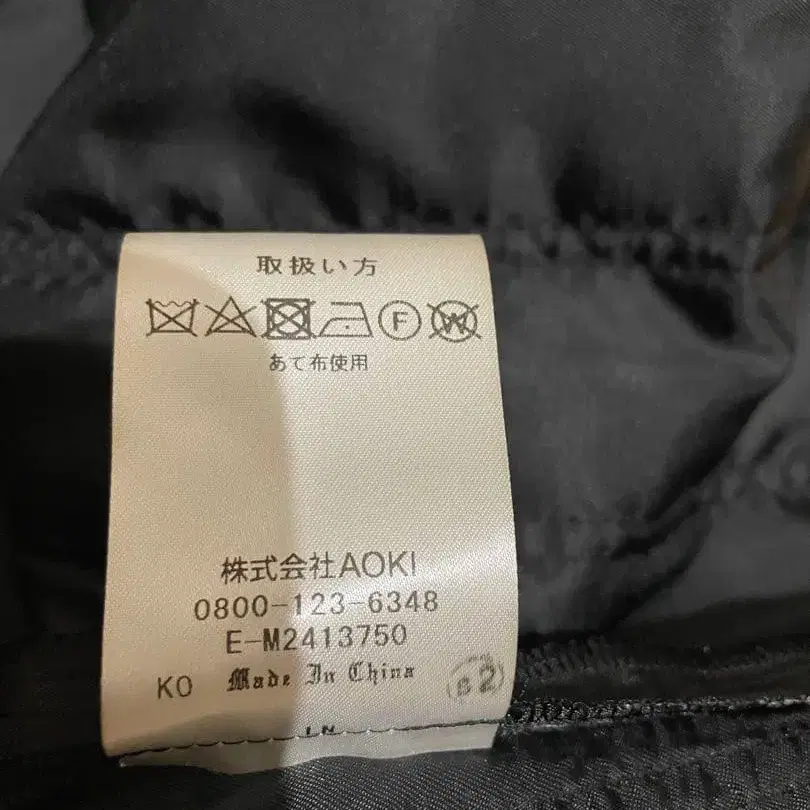 取扱い方
F W
あて布使用
株式会社AOKI
0800-123-6348
E-M2413750
KO Made In China